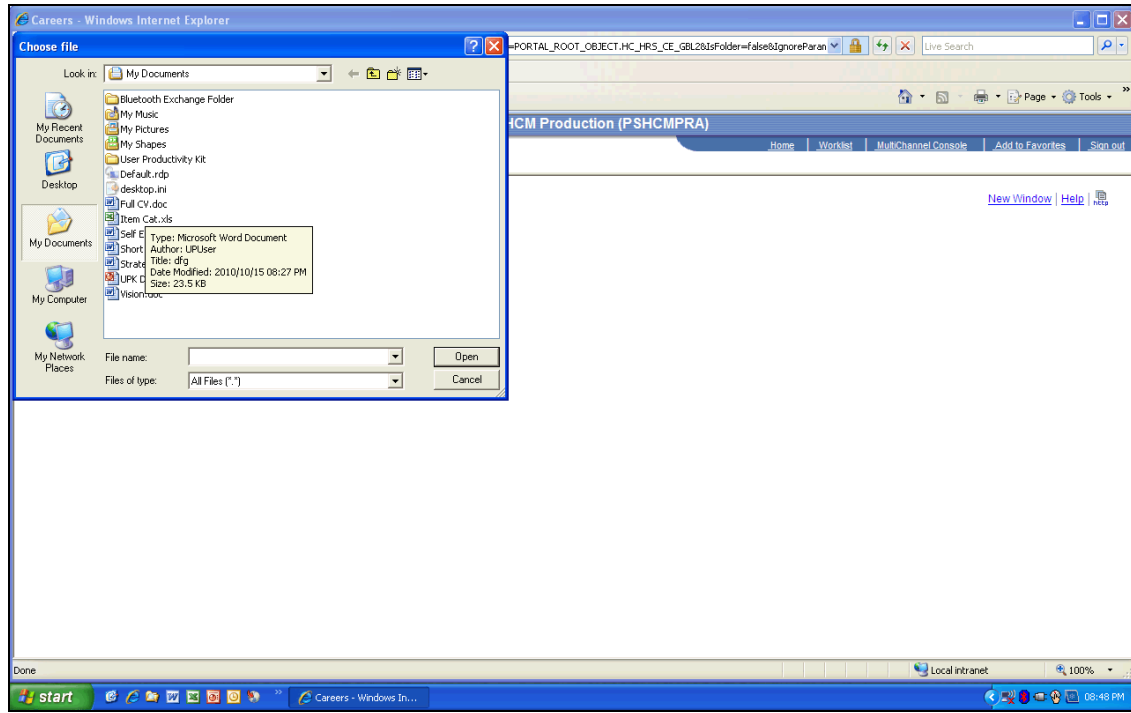 Careers - Windows Internet Explorer
Choose file
=PORTAL_ROOT_OBJECT.HC_HRS_CE_GBL2&IsFolder=false&IgnoreParan
Live Search
Look in:
My Documents
Page
Tools
»
My Recent
Documents
Desktop
My Documents
My Computer
My Network
Places
Bluetooth Exchange Folder
My Music
My Pictures
My Shapes
User Productivity Kit
Default.rdp
desktop.ini
Full CV.doc
Item Cat.xls
Self E
Short
Strate
UPK D
Vision.doc
Type: Microsoft Word Document
Author: UPUser
Title: dfg
Date Modified: 2010/10/15 08:27 PM
Size: 23.5 KB
File name:
Open
Files of type:
All Files (*.*)
Cancel
HCM Production (PSHCMPRA)
Home
Worklist
MultiChannel Console
Add to Favorites
Sign out
New Window | Help |
http
Done
Local intranet
100%
start
»
Careers - Windows In...
08:48 PM